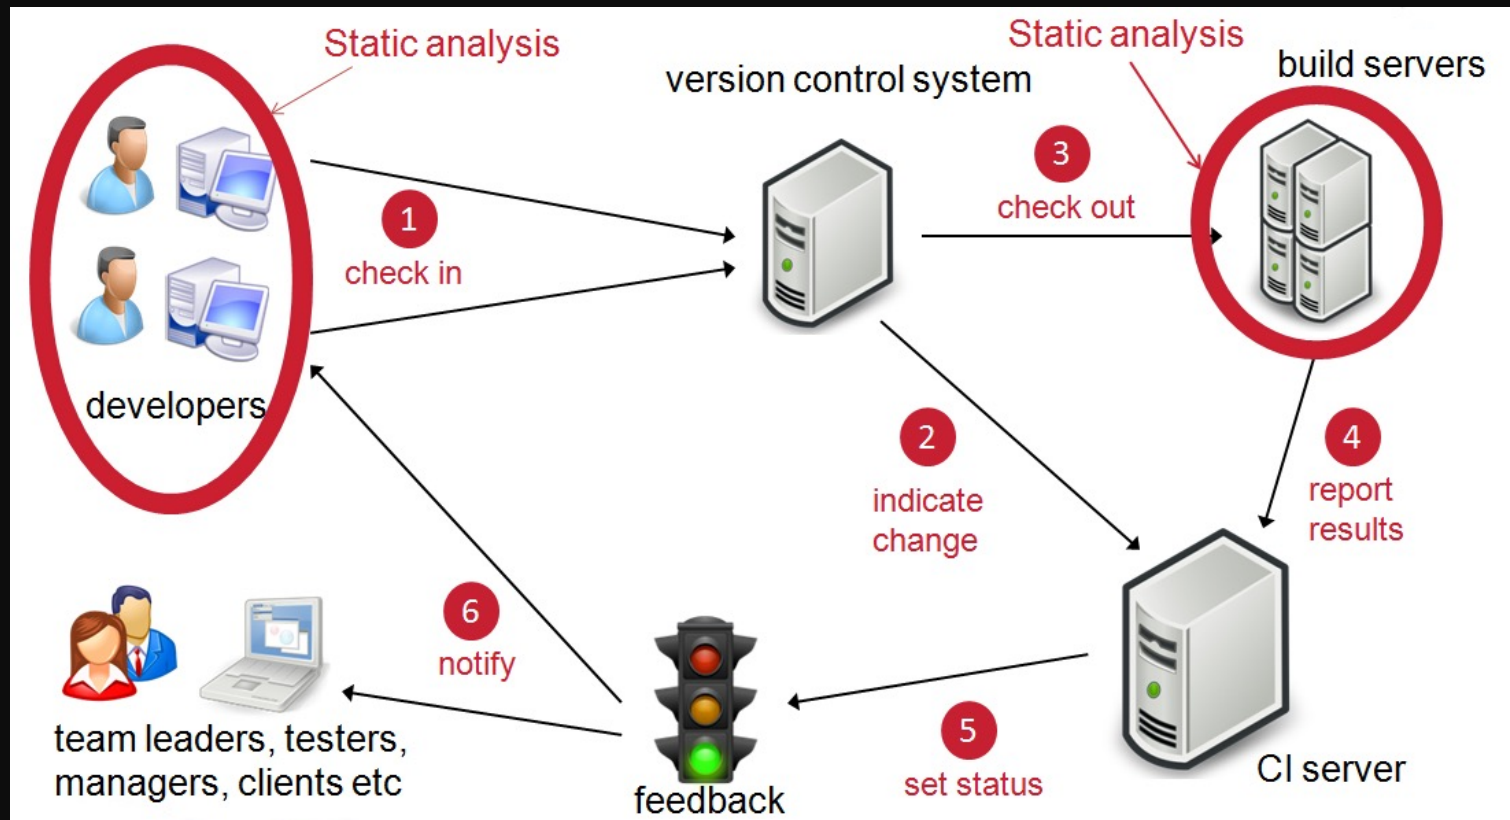 Static analysis
Static analysis
version control system
build servers
3
check out
1
check in
developers
2
indicate
change
4
report
results
6
notify
team leaders, testers,
managers, clients etc
5
set status
CI server
feedback